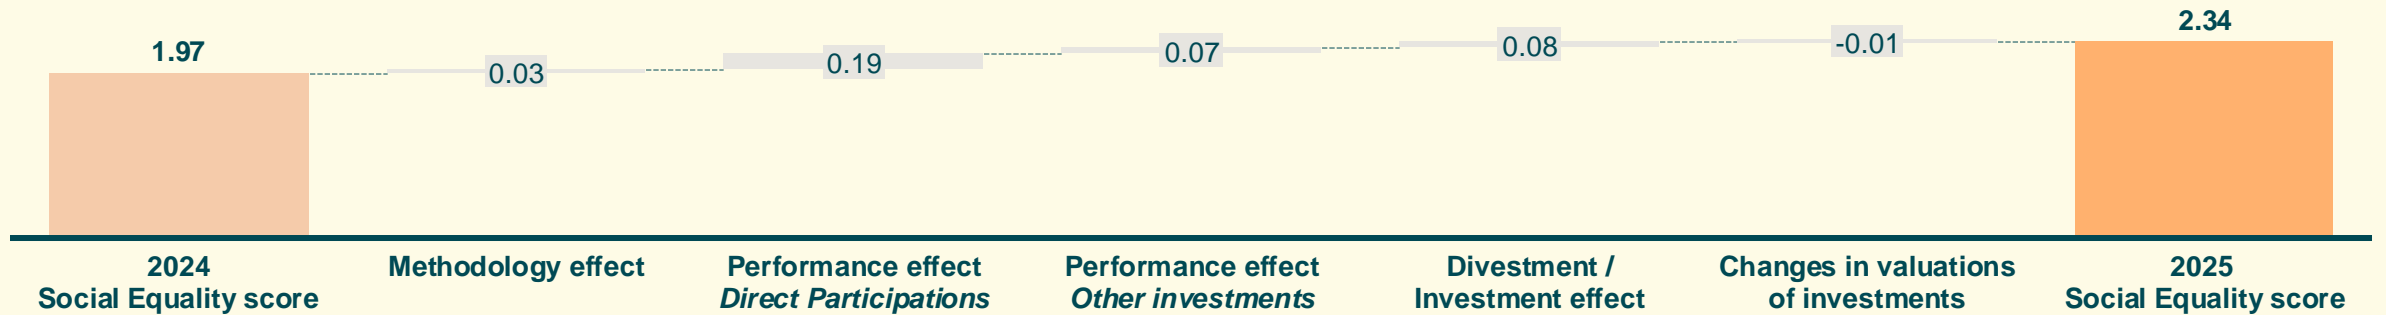 1.97
0.03
0.19
0.07
0.08
-0.01
2.34
2024
Social Equality score
Methodology effect
Performance effect
Direct Participations
Performance effect
Other investments
Divestment /
Investment effect
Changes in valuations
of investments
2025
Social Equality score